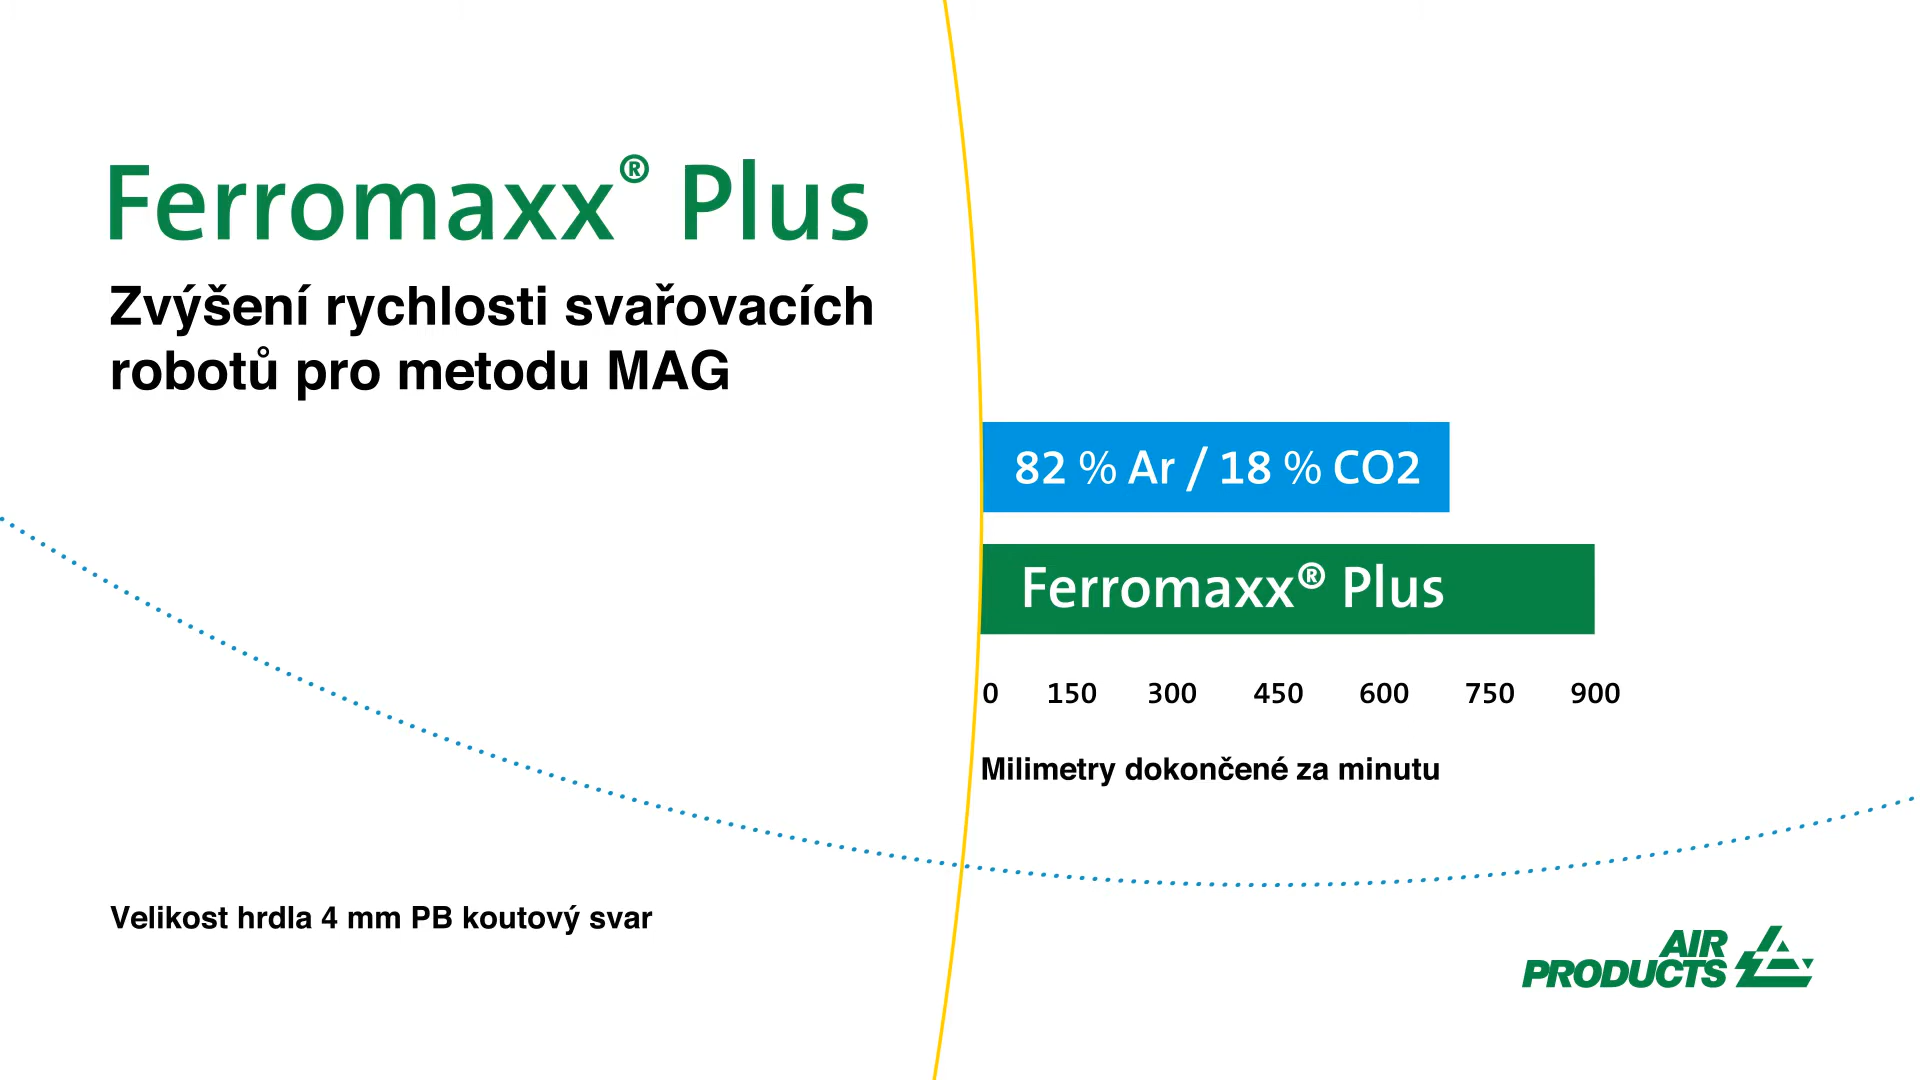 Ferromaxx® Plus
Zvýšení rychlosti svařovacích
robotů pro metodu MAG
82 % Ar / 18 % CO2
Ferromaxx® Plus
0 150 300 450 600 750 900
Milimetry dokončené za minutu
Velikost hrdla 4 mm PB koutový svar
AIR
PRODUCTS